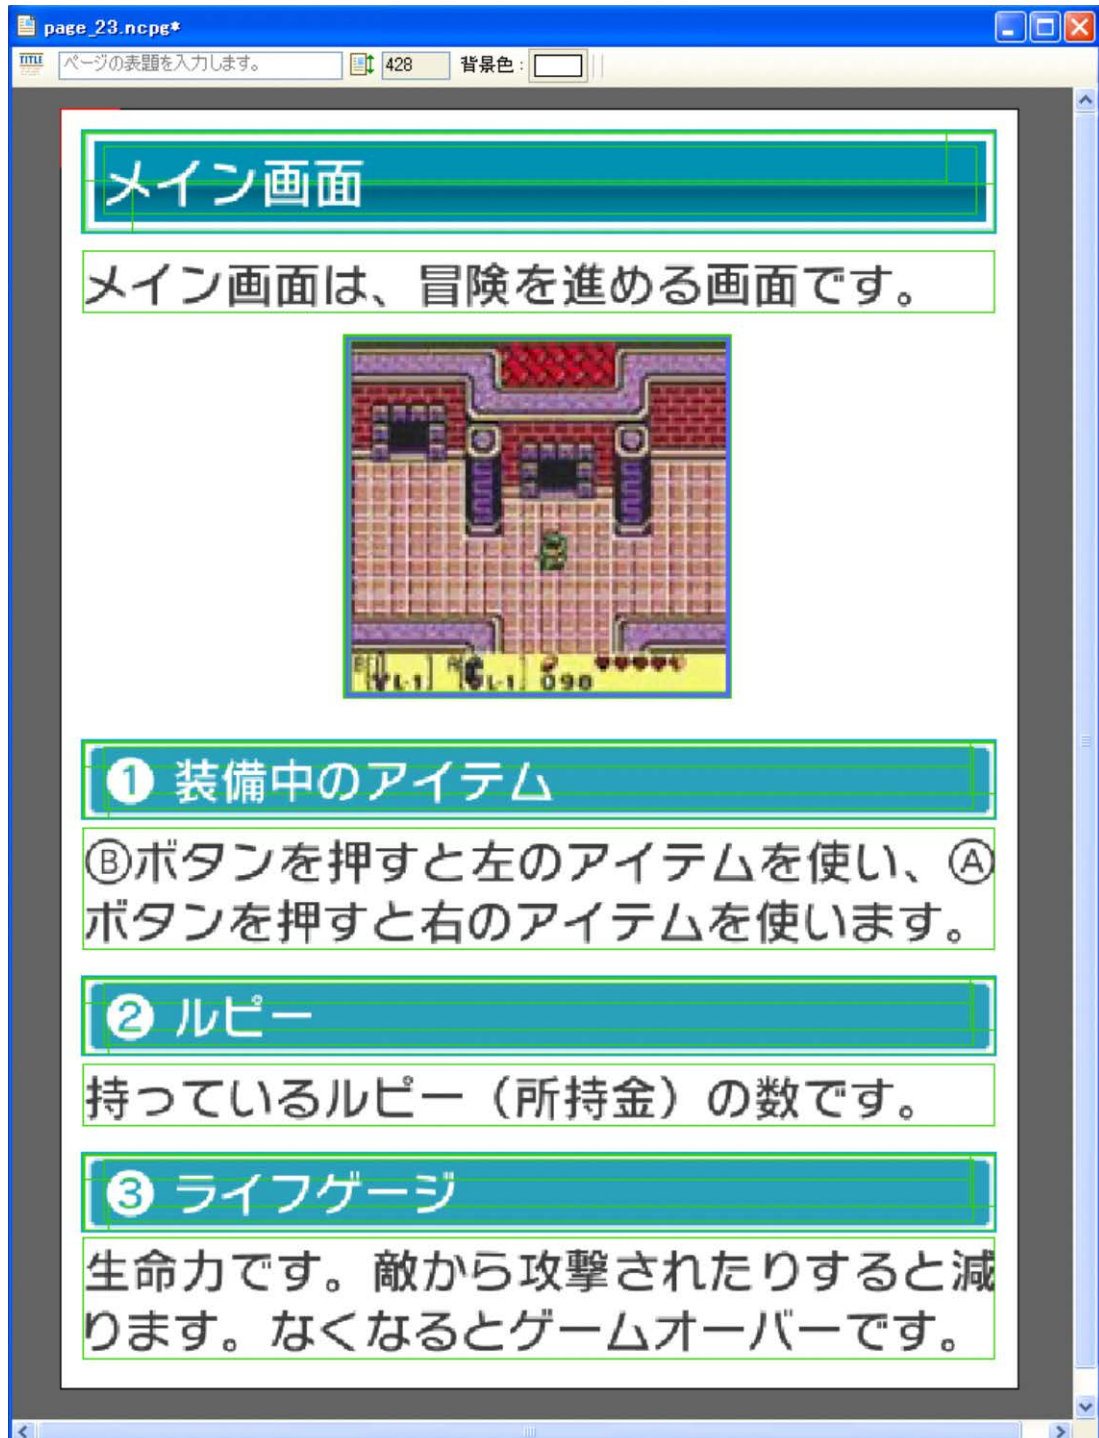 page_23.ncpg*
TITLE
ページの表題を入力します。
428
背景色:
メイン画面
メイン画面は、冒険を進める画面です。
B
L-1
A
L-1
090
❶ 装備中のアイテム
Ⓑボタンを押すと左のアイテムを使い、Ⓐ
ボタンを押すと右のアイテムを使います。
❷ ルピー
持っているルピー(所持金)の数です。
❸ ライフゲージ
生命力です。敵から攻撃されたりすると減
ります。なくなるとゲームオーバーです。